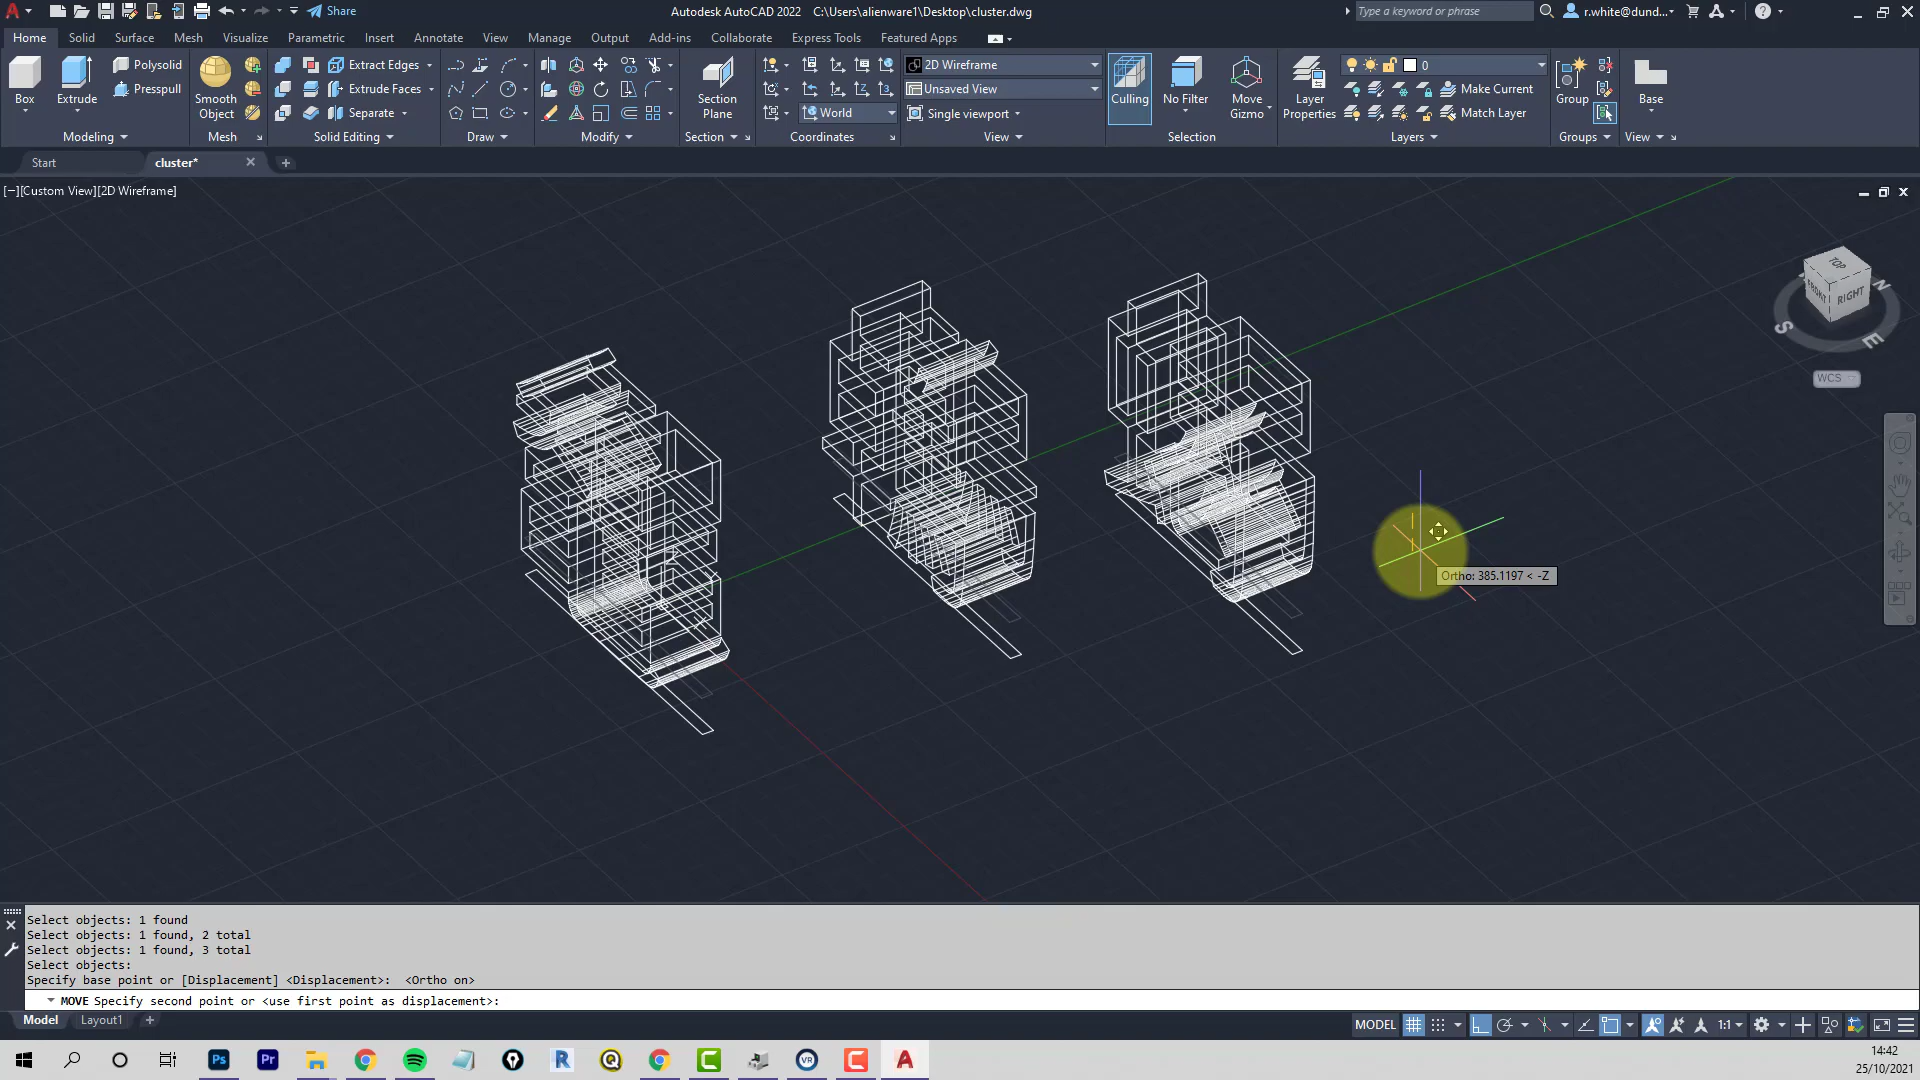 Share
Autodesk AutoCAD 2022 C:\Users\alienware1\Desktop\cluster.dwg
Type a keyword or phrase
r.white@dund...
Home Solid Surface Mesh Visualize Parametric Insert Annotate View Manage Output Add-ins Collaborate Express Tools Featured Apps
Box
Extrude
Polysolid
Presspull
Modeling
Smooth
Object
Mesh
Extract Edges
Extrude Faces
Separate
Solid Editing
Draw
Modify
Section
Plane
Section
World
Coordinates
2D Wireframe
Unsaved View
Single viewport
View
Culling
No Filter
Move
Gizmo
Selection
Layer
Properties
0
Make Current
Match Layer
Layers
Group
Groups
Base
View
Start
cluster*
[−][Custom View][2D Wireframe]
TOP
FRONT
RIGHT
N
S
E
WCS
Ortho: 385.1197 < -Z
Select objects: 1 found
Select objects: 1 found, 2 total
Select objects: 1 found, 3 total
Select objects:
Specify base point or [Displacement] <Displacement>: <Ortho on>
MOVE Specify second point or <use first point as displacement>:
Model
Layout1
MODEL
1:1
Ps
Pr
R
VR
C
C
A
14:42
25/10/2021